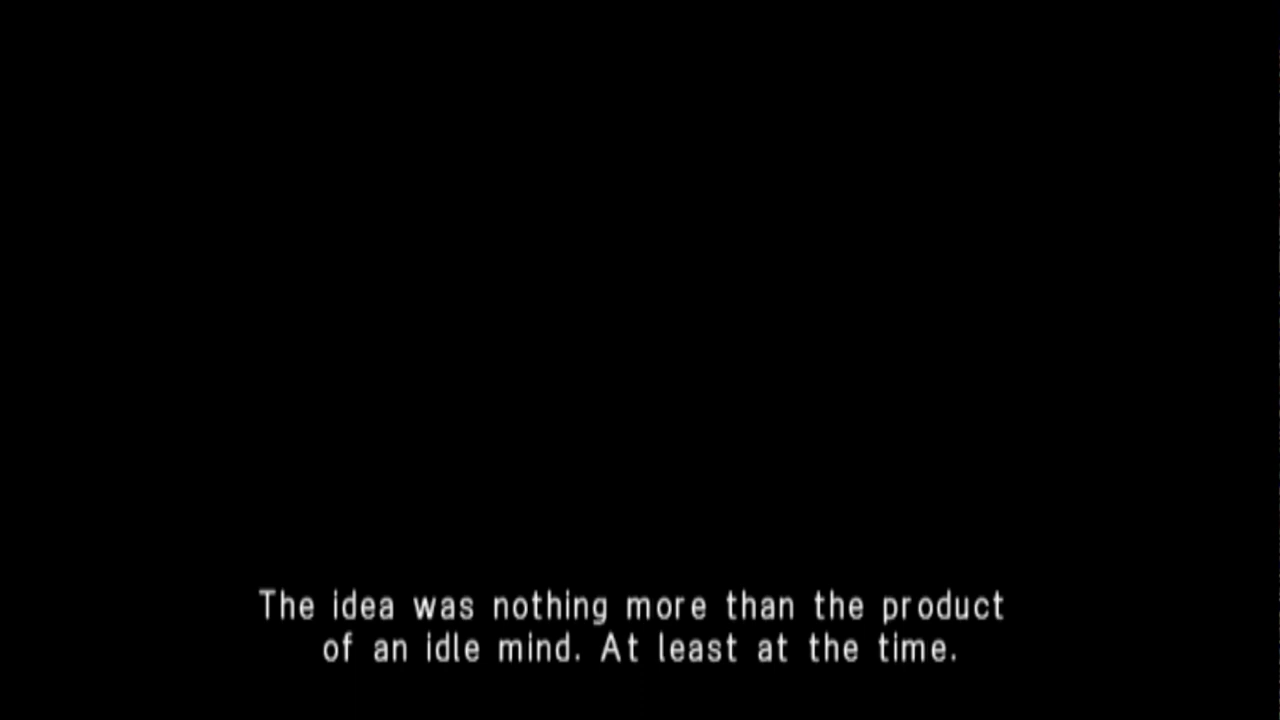 The idea was nothing more than the product
of an idle mind. At least at the time.